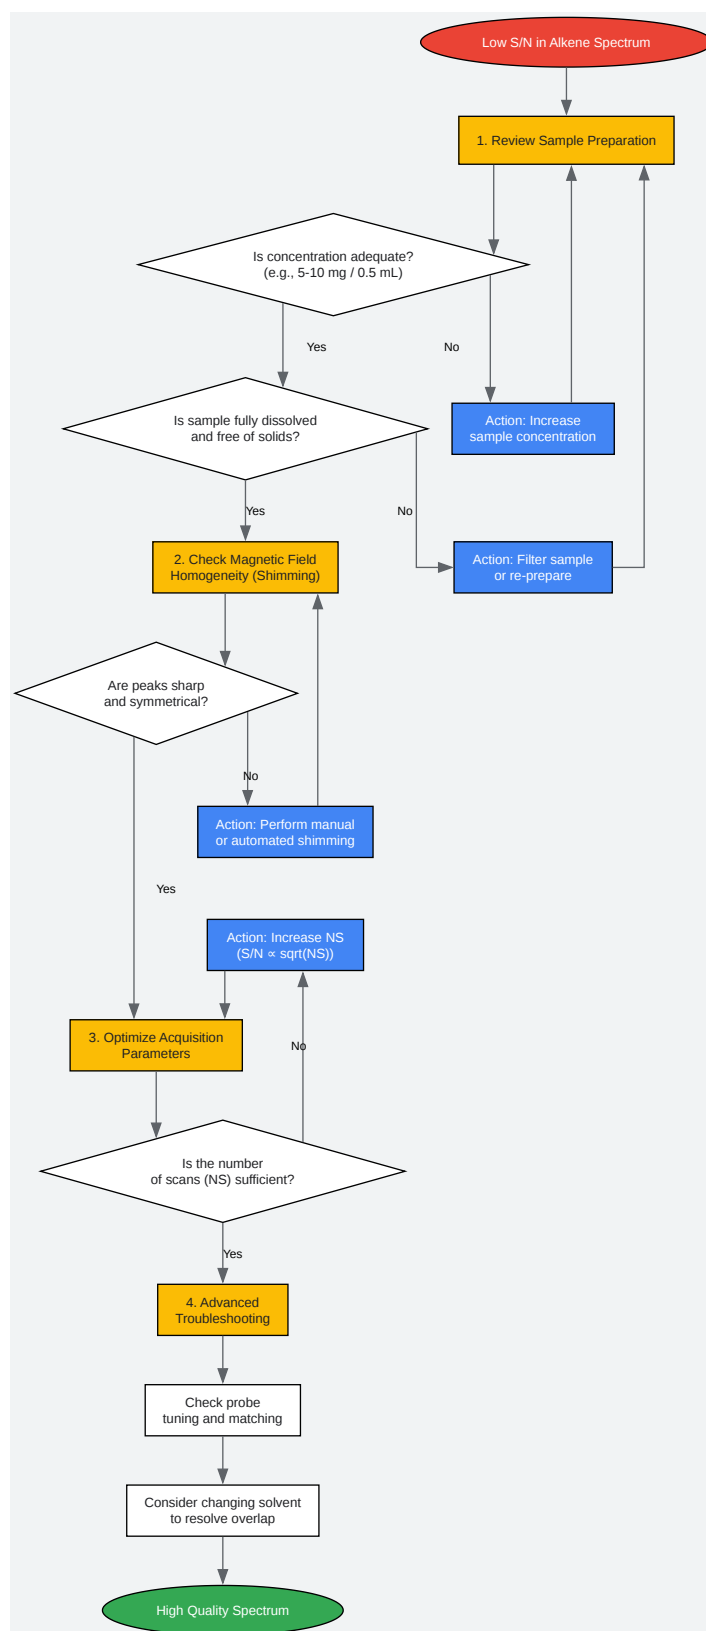 Low S/N in Alkene Spectrum
1. Review Sample Preparation
Is concentration adequate?
(e.g., 5-10 mg / 0.5 mL)
Yes
No
Is sample fully dissolved
and free of solids?
Action: Increase
sample concentration
Yes
No
2. Check Magnetic Field
Homogeneity (Shimming)
Action: Filter sample
or re-prepare
Are peaks sharp
and symmetrical?
No
Action: Perform manual
or automated shimming
Yes
Action: Increase NS
(S/N ∝ sqrt(NS))
3. Optimize Acquisition
Parameters
No
Is the number
of scans (NS) sufficient?
Yes
4. Advanced
Troubleshooting
Check probe
tuning and matching
Consider changing solvent
to resolve overlap
High Quality Spectrum